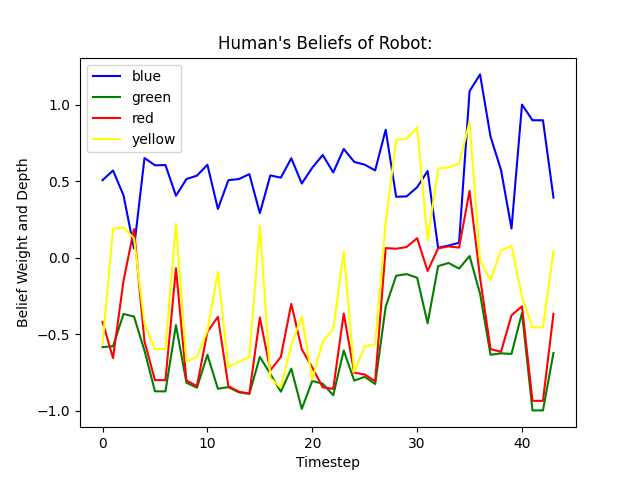 Human's Beliefs of Robot:
blue
green
red
yellow
Belief Weight and Depth
1.0
0.5
0.0
−0.5
−1.0
0 10 20 30 40
Timestep